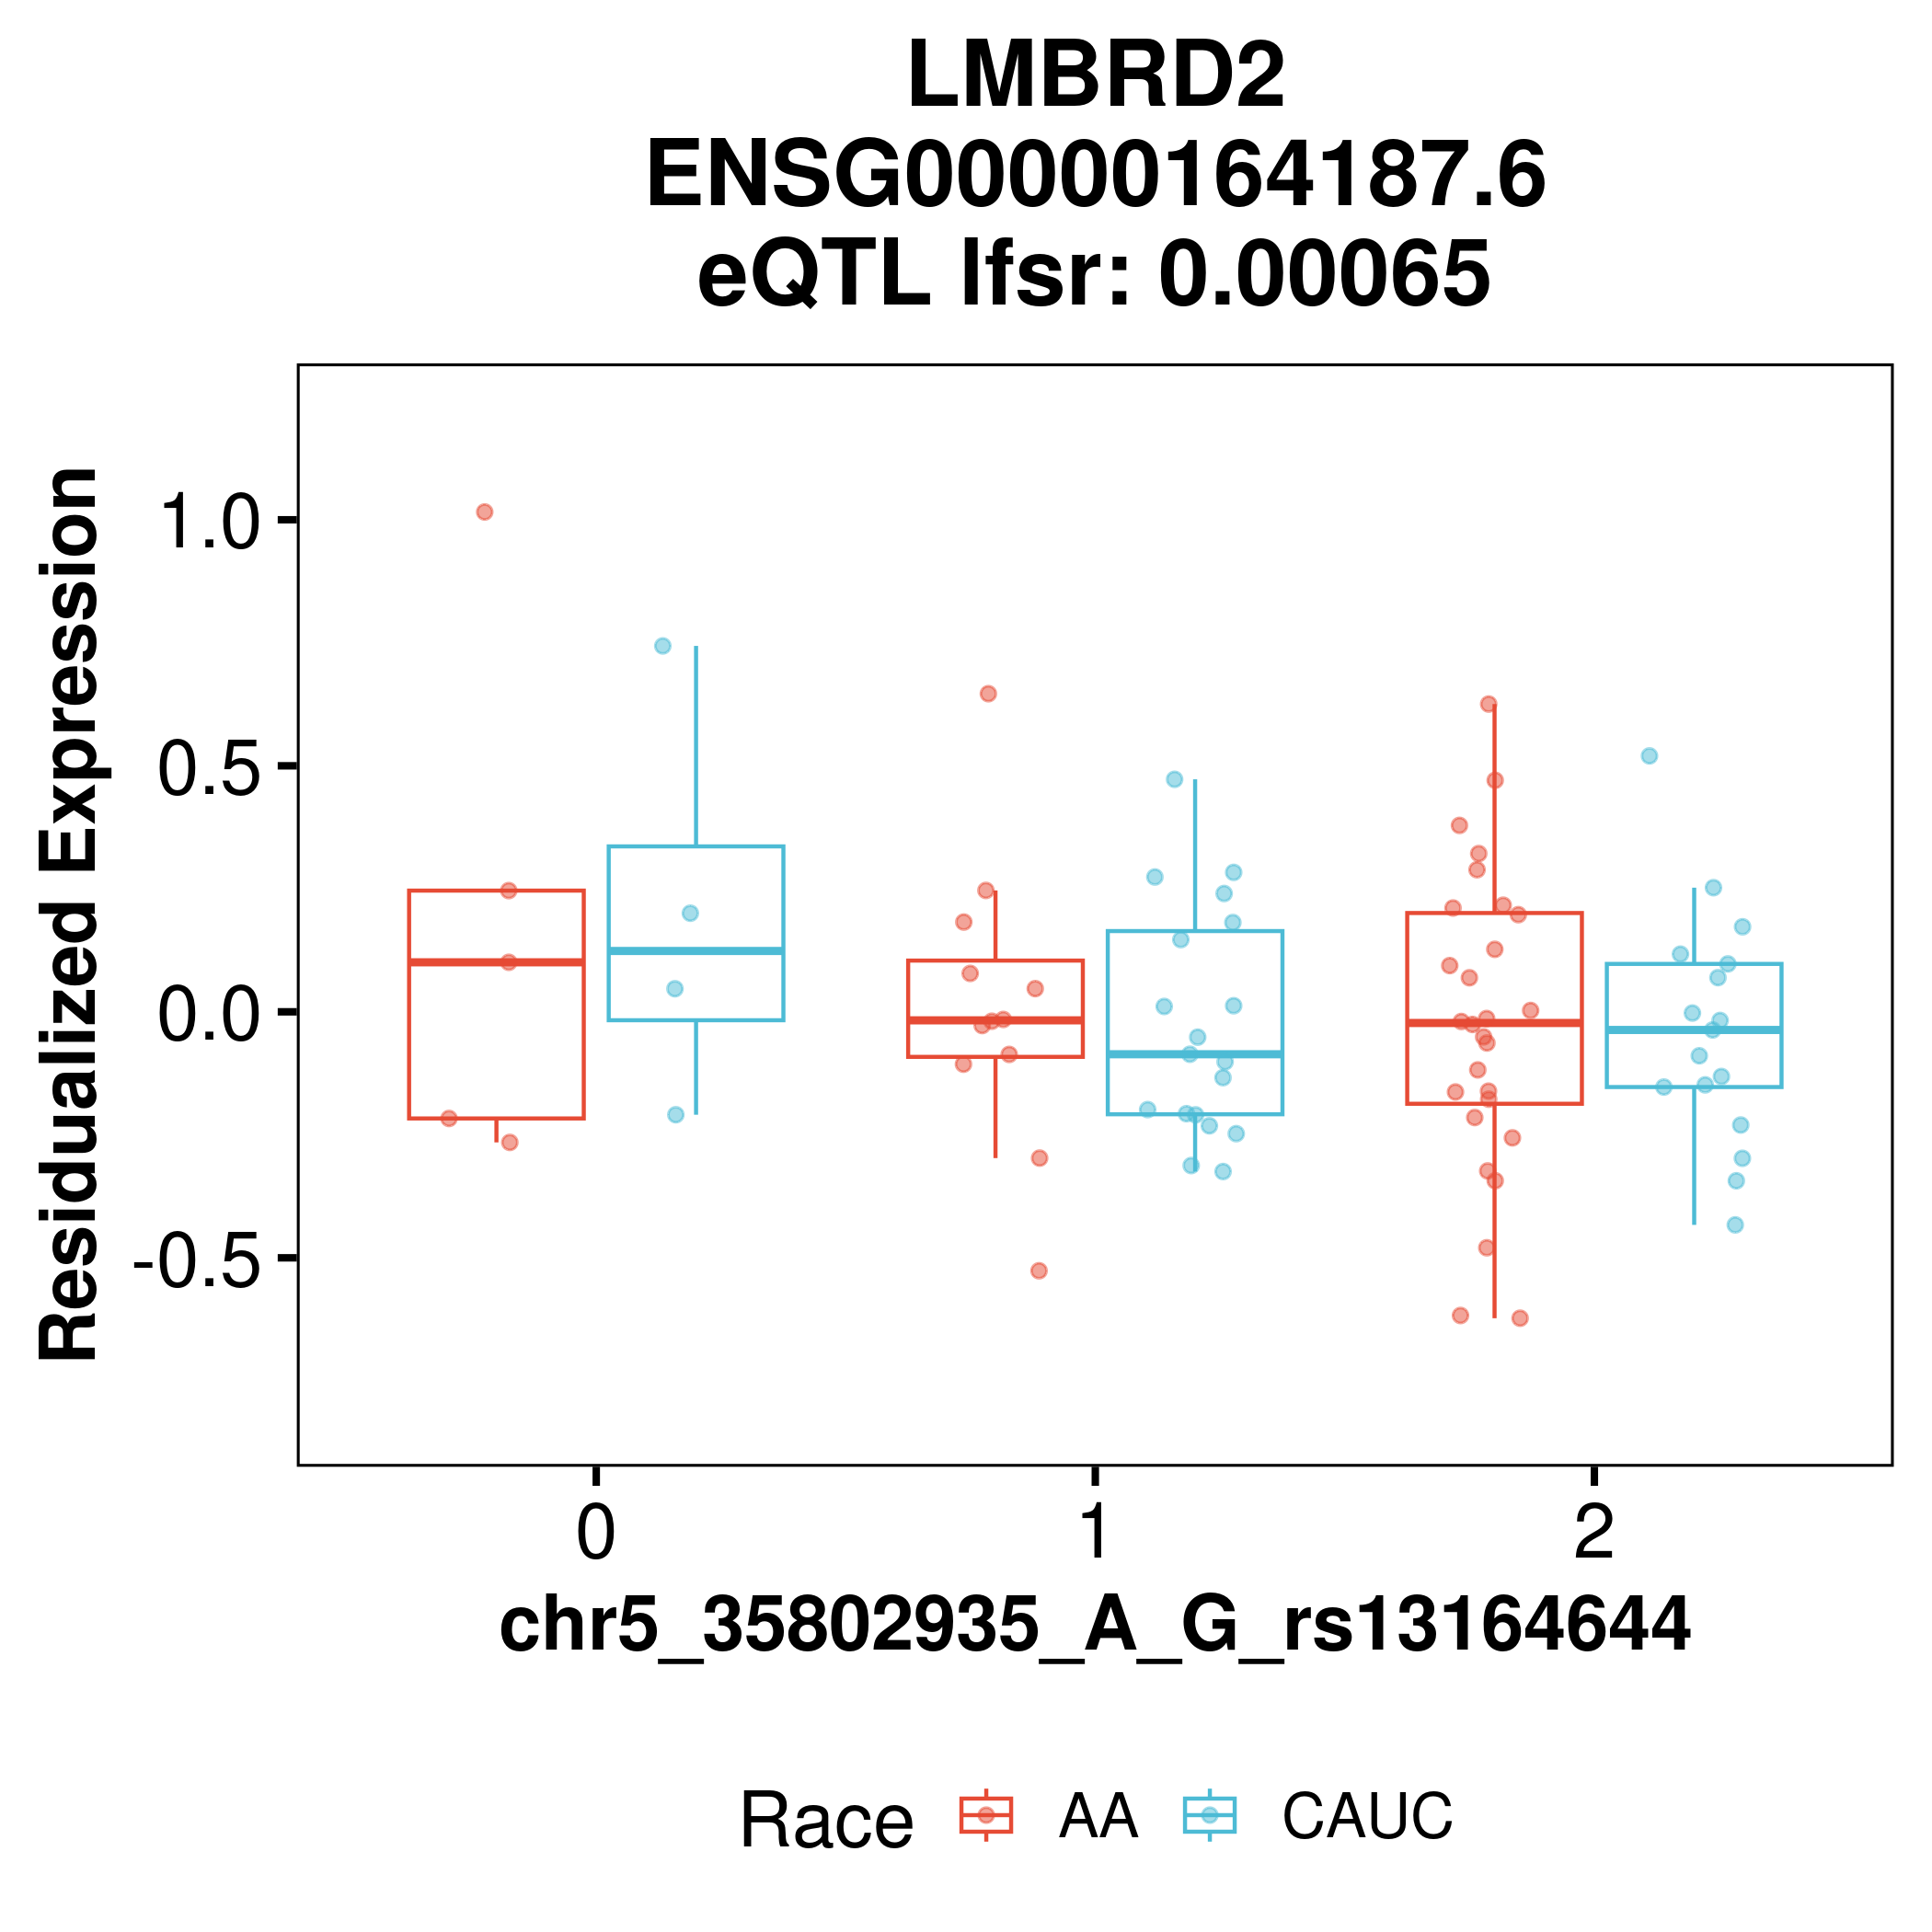 LMBRD2
ENSG00000164187.6
eQTL lfsr: 0.00065
Residualized Expression
1.0
0.5
0.0
-0.5
0 1 2
chr5_35802935_A_G_rs13164644
Race AA CAUC